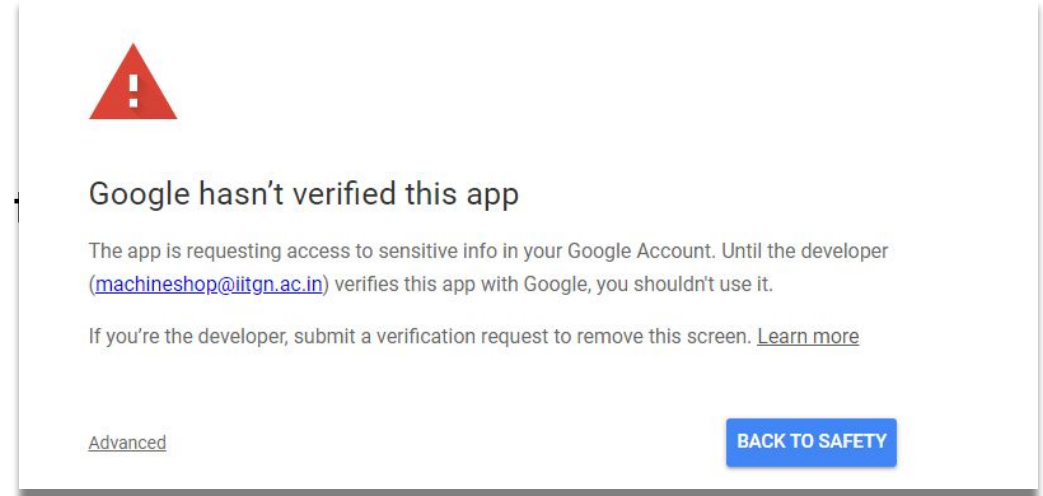 Google hasn’t verified this app
The app is requesting access to sensitive info in your Google Account. Until the developer
(machineshop@iitgn.ac.in) verifies this app with Google, you shouldn't use it.
If you’re the developer, submit a verification request to remove this screen. Learn more
Advanced
BACK TO SAFETY